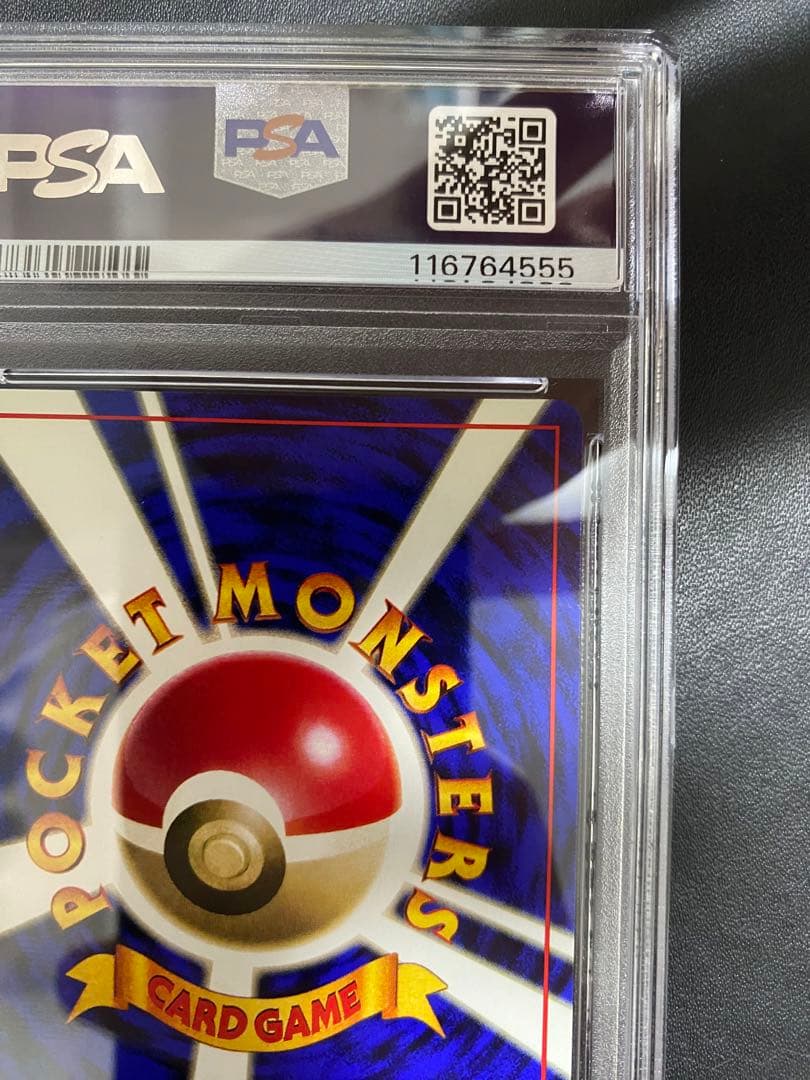 PSA
PSA
116764555
POCKET MONSTERS
CARD GAME